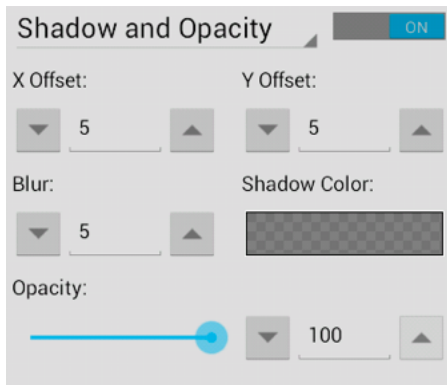 Shadow and Opacity ON
X Offset: Y Offset:
5 5
Blur: Shadow Color:
5
Opacity:
100